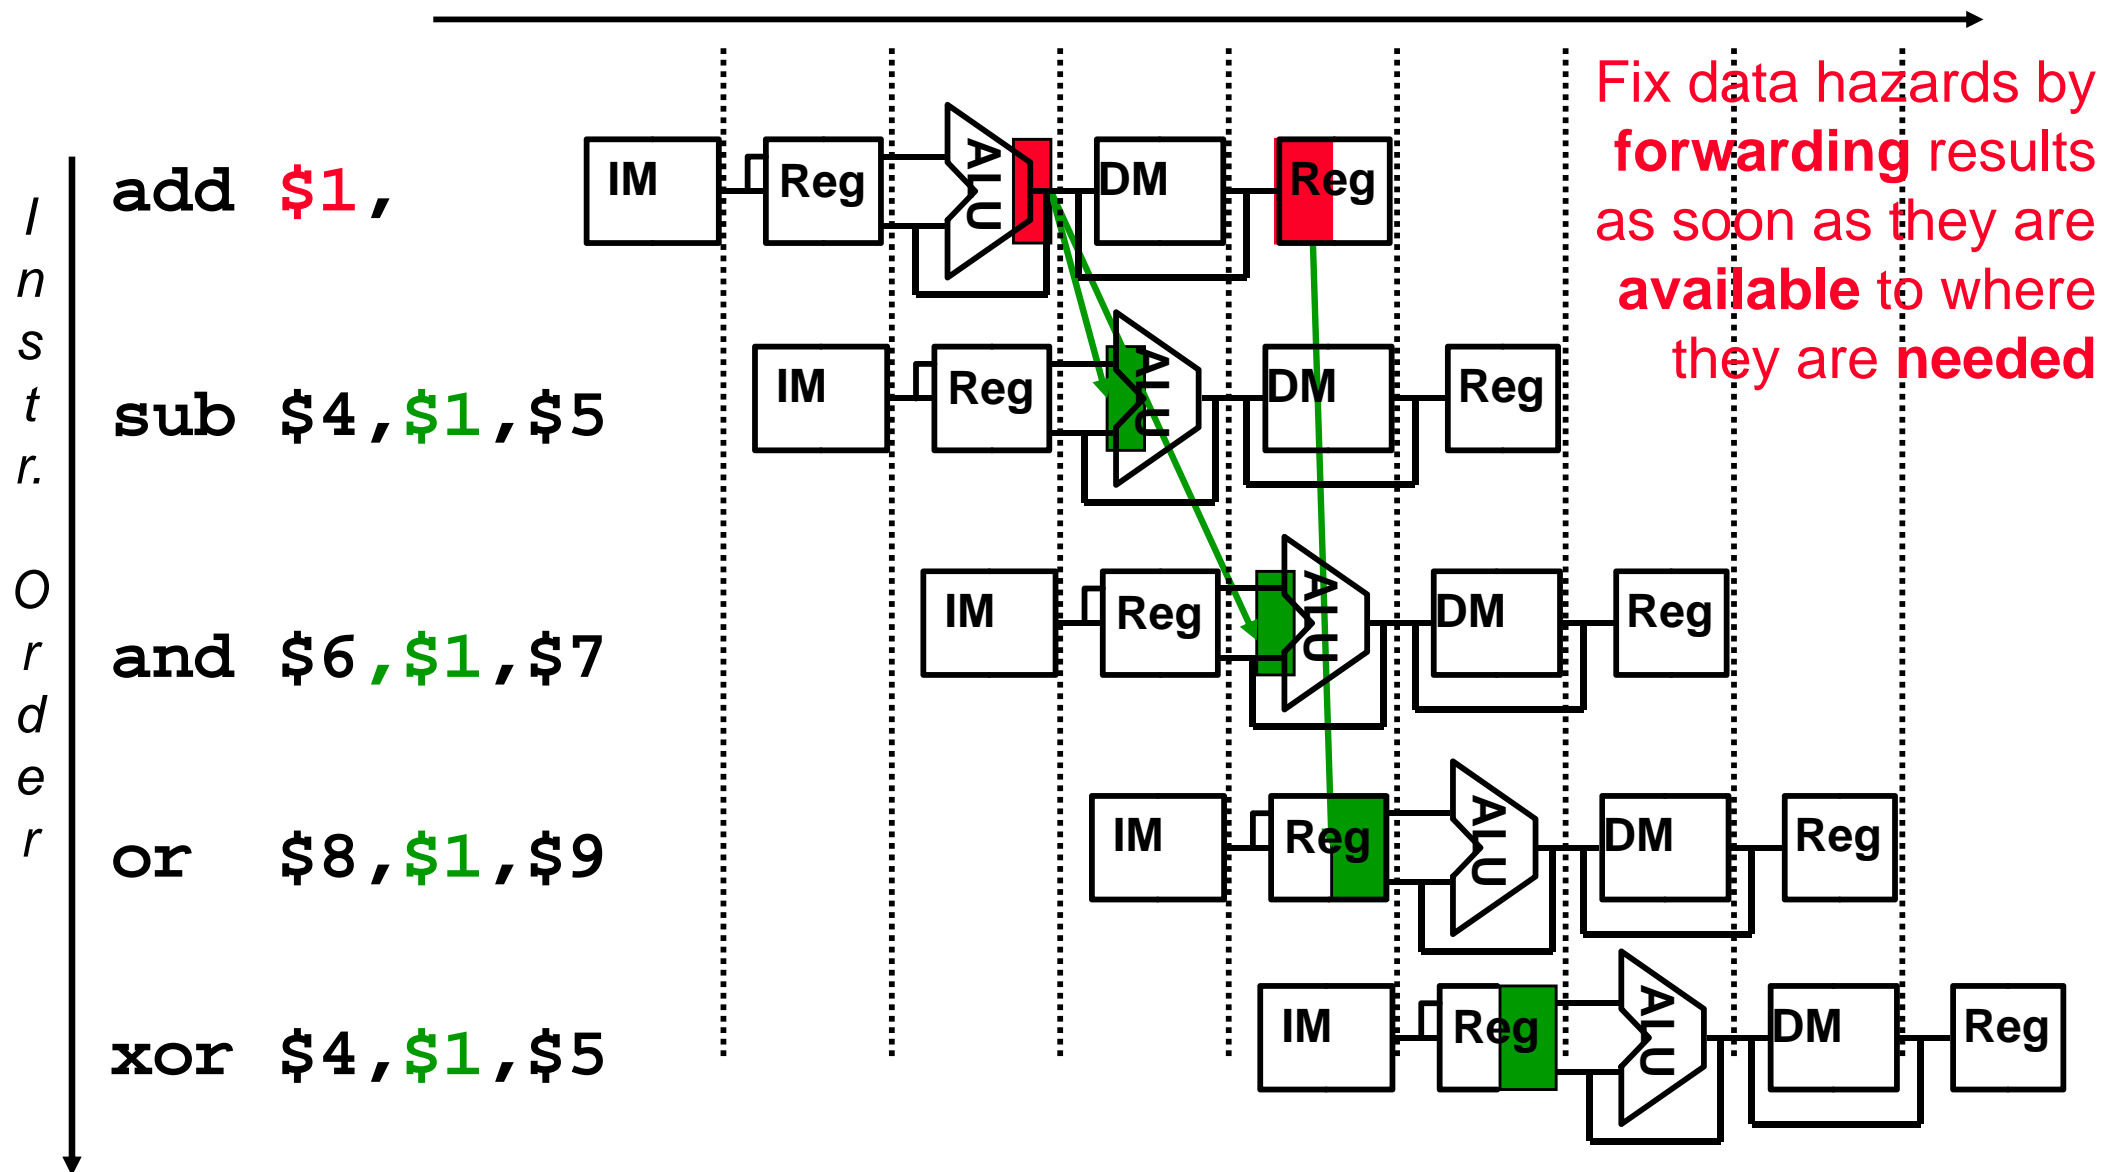 Fix data hazards by
forwarding results
as soon as they are
available to where
they are needed
Instr. Order
add $1,
IM Reg ALU DM Reg
sub $4,$1,$5
IM Reg ALU DM Reg
and $6,$1,$7
IM Reg ALU DM Reg
or $8,$1,$9
IM Reg ALU DM Reg
xor $4,$1,$5
IM Reg ALU DM Reg